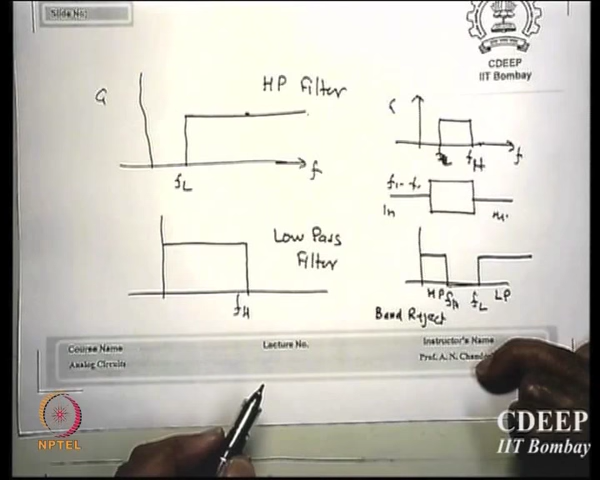 Slide No:
CDEEP
IIT Bombay
G
HP Filter
f
fL
Low Pass
Filter
fH
f
fH
In
HP fH fL LP
Band Reject
Course Name
Lecture No.
Instructor's Name
Analog Circuits
Prof. A. N.
NPTEL
CDEEP
IIT Bombay